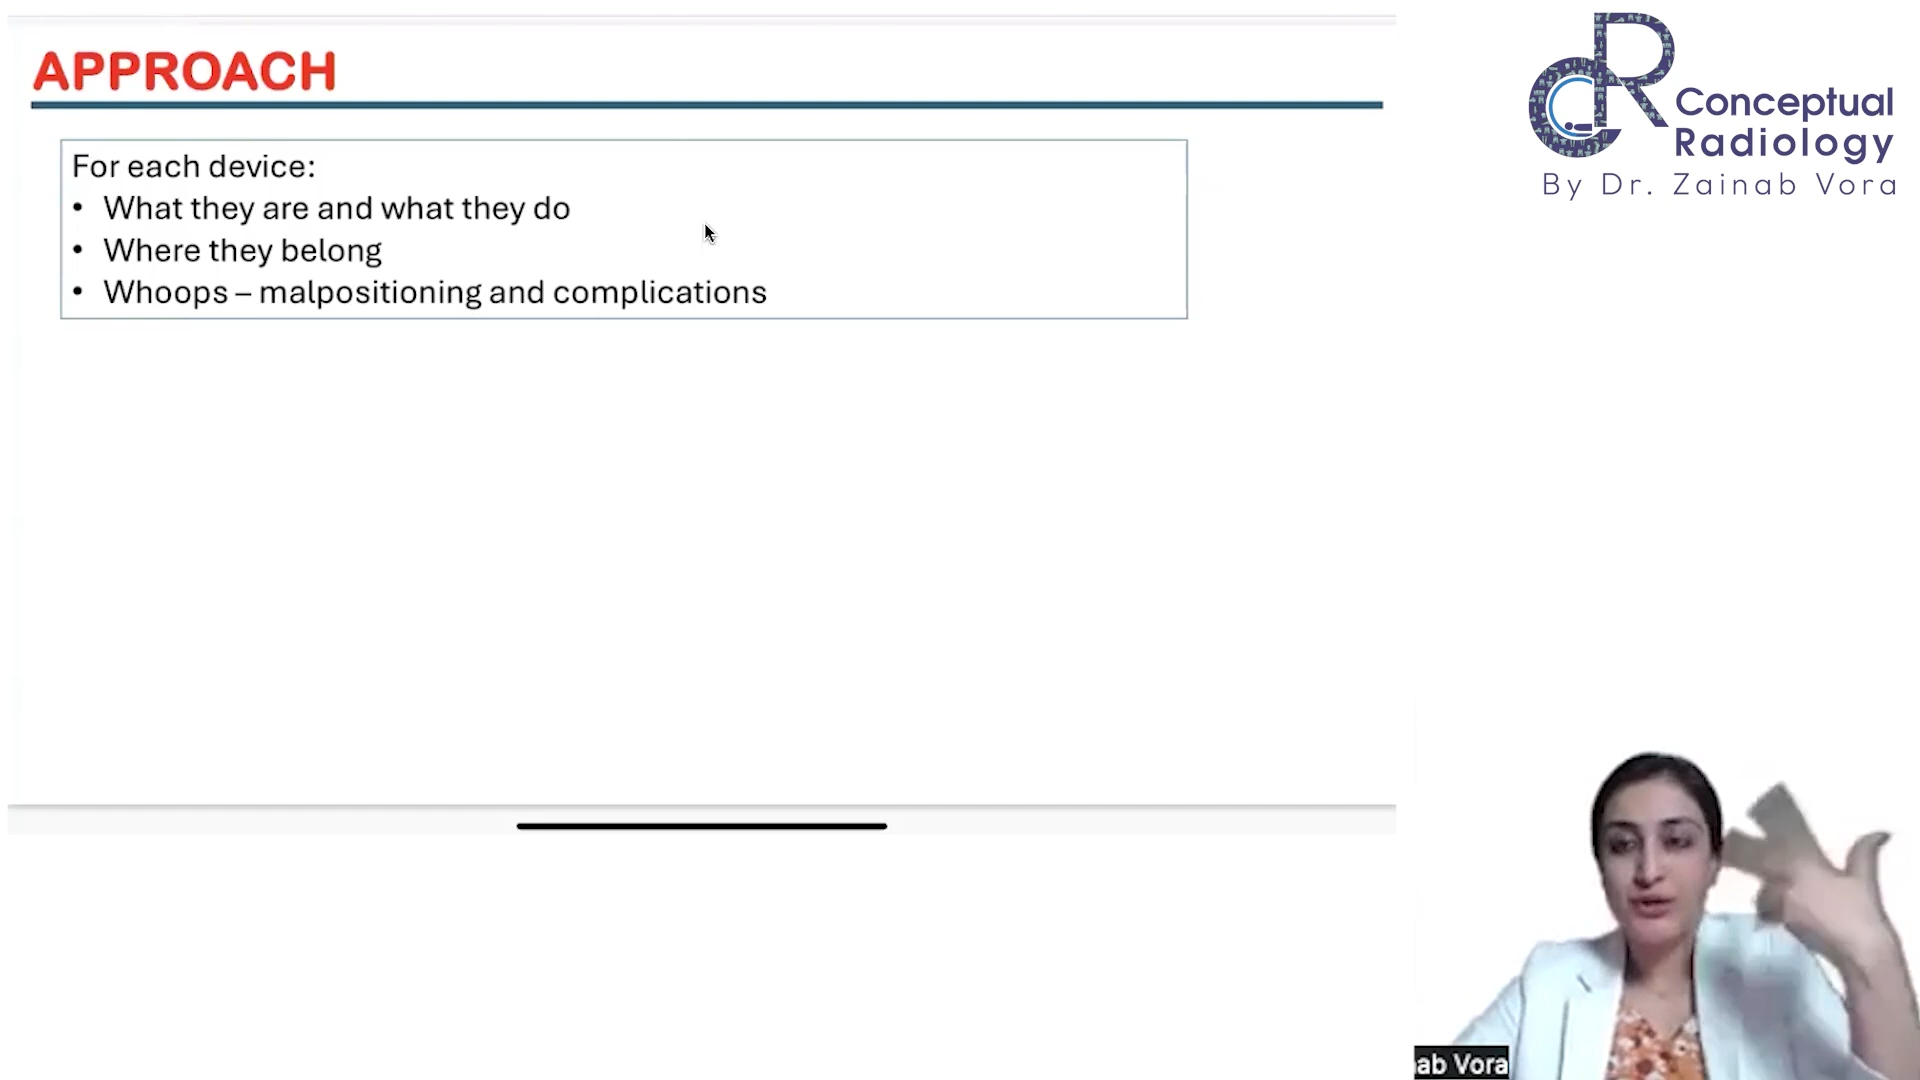 APPROACH
For each device:
• What they are and what they do
• Where they belong
• Whoops – malpositioning and complications
CR
Conceptual
Radiology
By Dr. Zainab Vora
ab Vora